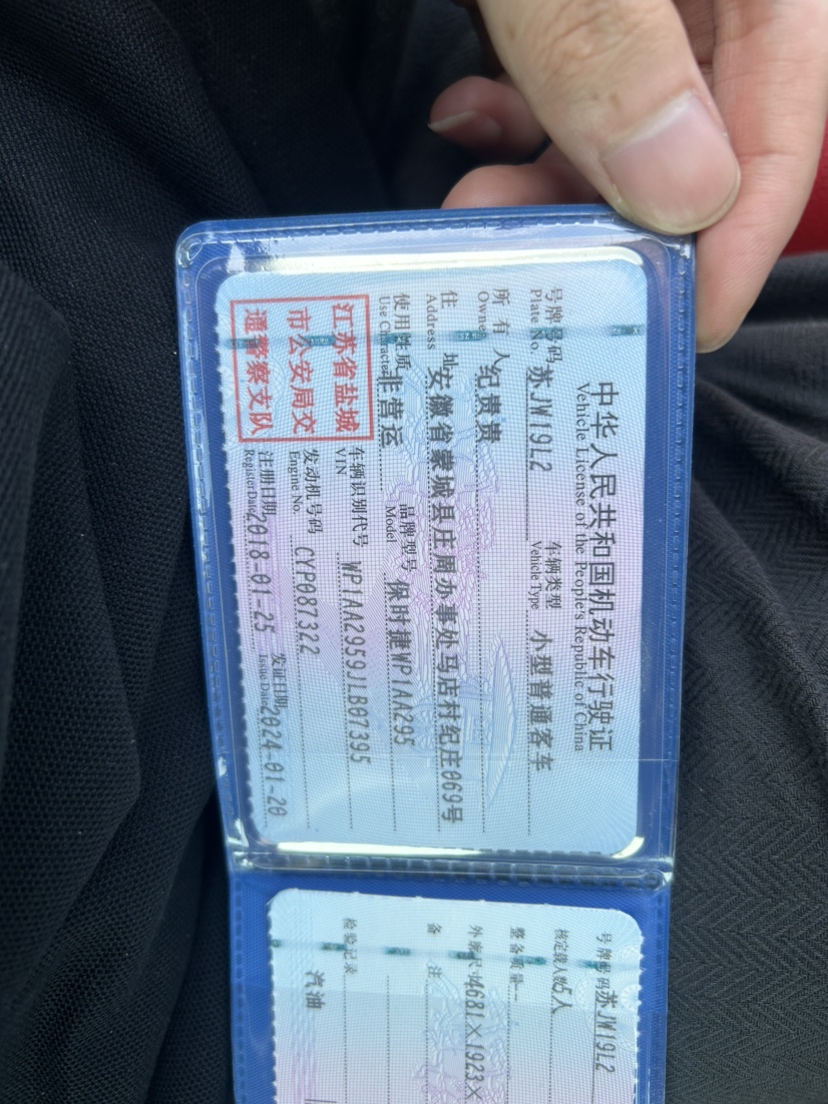 中华人民共和国机动车行驶证
Vehicle License of the People's Republic of China
号牌号码 苏JW19L2 车辆类型 小型普通客车
Plate No. Vehicle Type
所有人 纪贵贵
Owner
住址 安徽省蒙城县庄周办事处马店村纪庄069号
Address
使用性质 非营运 品牌型号 保时捷WP1AA295
Use Character Model
江苏省盐城
市公安局交
通警察支队
车辆识别代号 WP1AA2959JLB07395
VIN
发动机号码 CYP087322
Engine No.
注册日期 2018-01-25 发证日期 2024-01-20
Register Date Issue Date
号牌号码 苏JW19L2
核定载人数 5人
整备质量
外廓尺寸 4681×1923×
备注
检验记录
汽油